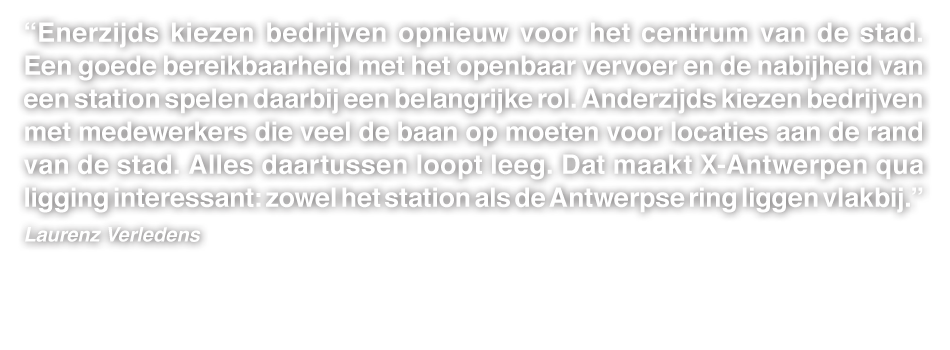 “Enerzijds kiezen bedrijven opnieuw voor het centrum van de stad.
Een goede bereikbaarheid met het openbaar vervoer en de nabijheid van
een station spelen daarbij een belangrijke rol. Anderzijds kiezen bedrijven
met medewerkers die veel de baan op moeten voor locaties aan de rand
van de stad. Alles daartussen loopt leeg. Dat maakt X-Antwerpen qua
ligging interessant: zowel het station als de Antwerpse ring liggen vlakbij.”
Laurenz Verledens